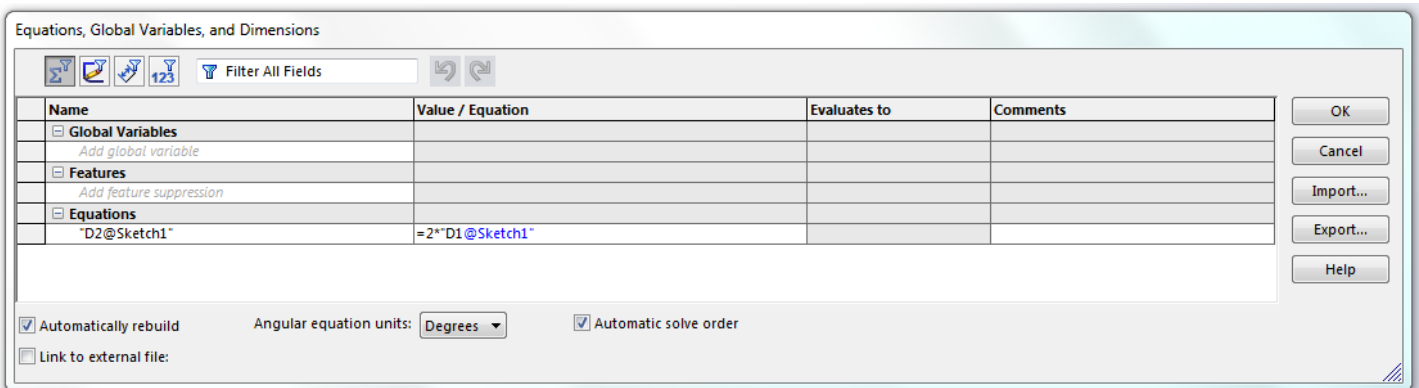 Equations, Global Variables, and Dimensions
Σ 123 Filter All Fields
Name Value / Equation Evaluates to Comments OK
Global Variables
Add global variable Cancel
Features
Add feature suppression Import...
Equations
"D2@Sketch1" =2*"D1@Sketch1" Export...
Help
Automatically rebuild Angular equation units: Degrees Automatic solve order
Link to external file: